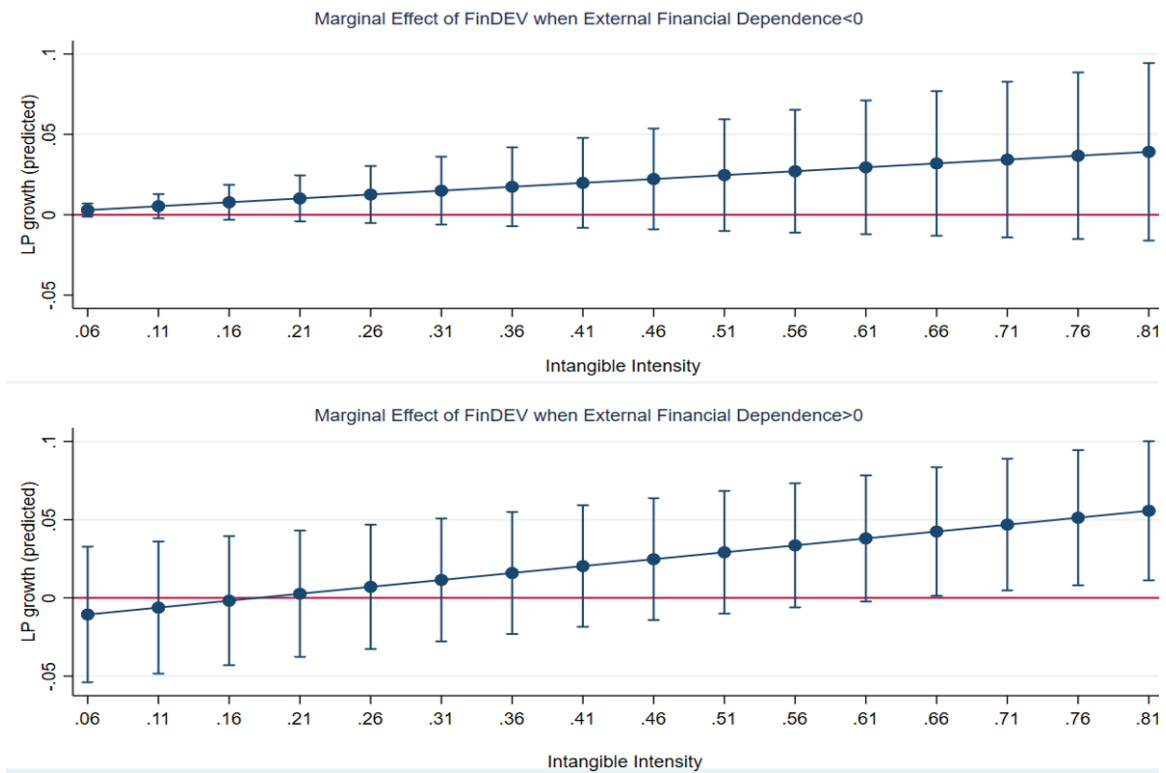 Marginal Effect of FinDEV when External Financial Dependence<0
LP growth (predicted)
.1
.05
0
-.05
.06 .11 .16 .21 .26 .31 .36 .41 .46 .51 .56 .61 .66 .71 .76 .81
Intangible Intensity
Marginal Effect of FinDEV when External Financial Dependence>0
LP growth (predicted)
.1
.05
0
-.05
.06 .11 .16 .21 .26 .31 .36 .41 .46 .51 .56 .61 .66 .71 .76 .81
Intangible Intensity